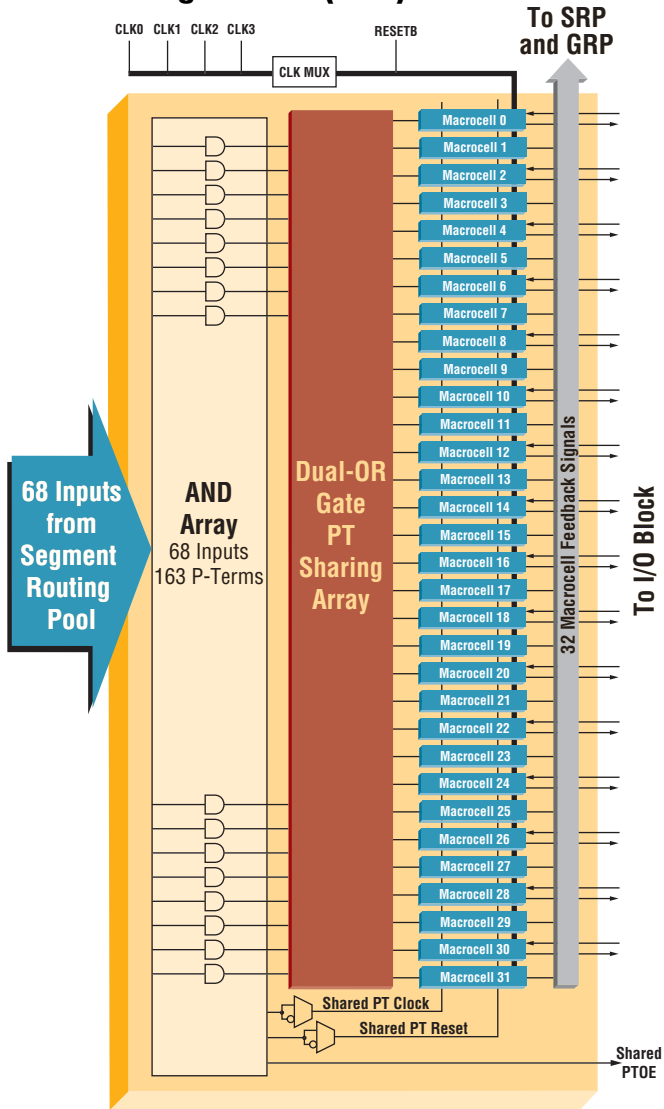 To SRP
and GRP
CLK0 CLK1 CLK2 CLK3
RESETB
CLK MUX
Macrocell 0
Macrocell 1
Macrocell 2
Macrocell 3
Macrocell 4
Macrocell 5
Macrocell 6
Macrocell 7
Macrocell 8
Macrocell 9
Macrocell 10
Macrocell 11
Macrocell 12
Macrocell 13
Macrocell 14
Macrocell 15
Macrocell 16
Macrocell 17
Macrocell 18
Macrocell 19
Macrocell 20
Macrocell 21
Macrocell 22
Macrocell 23
Macrocell 24
Macrocell 25
Macrocell 26
Macrocell 27
Macrocell 28
Macrocell 29
Macrocell 30
Macrocell 31
68 Inputs
from
Segment
Routing
Pool
AND
Array
68 Inputs
163 P-Terms
Dual-OR
Gate
PT
Sharing
Array
32 Macrocell Feedback Signals
To I/O Block
Shared PT Clock
Shared PT Reset
Shared
PTOE